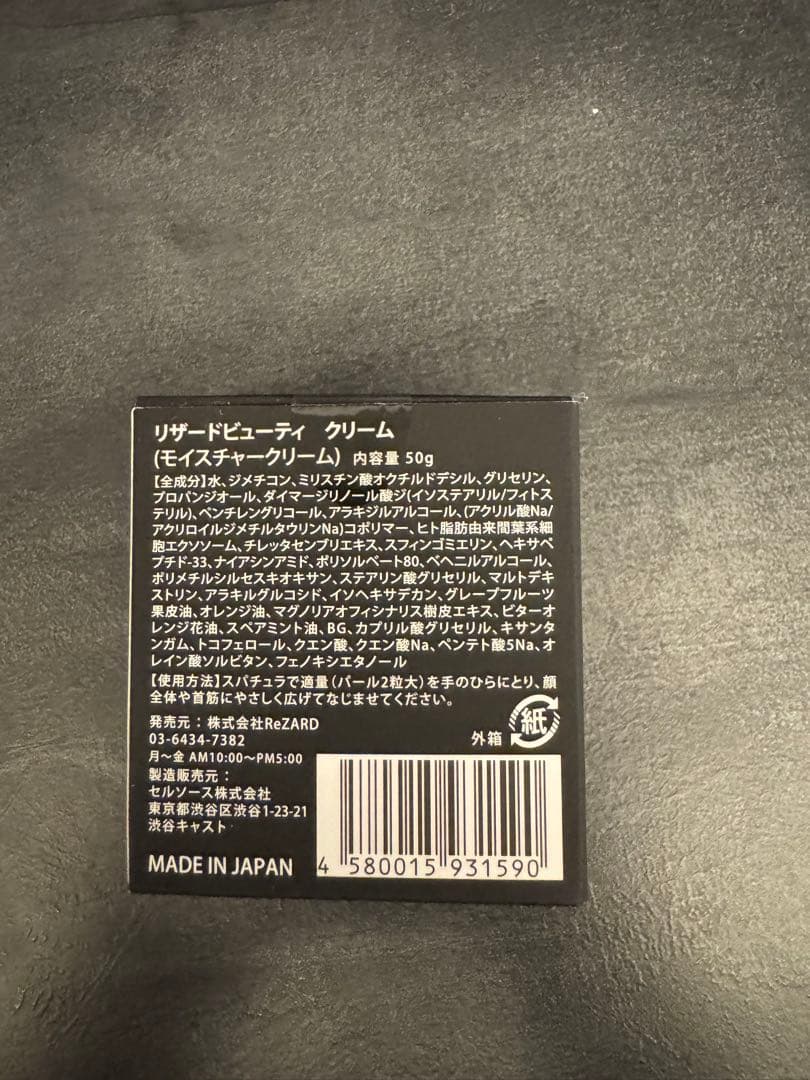 リザードビューティ クリーム
(モイスチャークリーム) 内容量 50g
【全成分】水、ジメチコン、ミリスチン酸オクチルドデシル、グリセリン、
プロパンジオール、ダイマージリノール酸ジ(イソステアリル/フィトス
テリル)、ペンチレングリコール、アラキジルアルコール、(アクリル酸Na/
アクリロイルジメチルタウリンNa)コポリマー、ヒト脂肪由来間葉系細
胞エクソソーム、チレッタセンブリエキス、スフィンゴミエリン、ヘキサペ
プチド-33、ナイアシンアミド、ポリソルベート80、ベヘニルアルコール、
ポリメチルシルセスキオキサン、ステアリン酸グリセリル、マルトデキ
ストリン、アラキルグルコシド、イソヘキサデカン、グレープフルーツ
果皮油、オレンジ油、マグノリアオフィシナリス樹皮エキス、ビターオ
レンジ花油、スペアミント油、BG、カプリル酸グリセリル、キサンタ
ンガム、トコフェロール、クエン酸、クエン酸Na、ペンテト酸5Na、オ
レイン酸ソルビタン、フェノキシエタノール
【使用方法】スパチュラで適量(パール2粒大)を手のひらにとり、顔
全体や首筋にやさしく広げてなじませてください。
発売元：株式会社ReZARD
03-6434-7382
月〜金 AM10:00〜PM5:00
製造販売元：
セルソース株式会社
東京都渋谷区渋谷1-23-21
渋谷キャスト
MADE IN JAPAN
外箱
紙
4 580015 931590